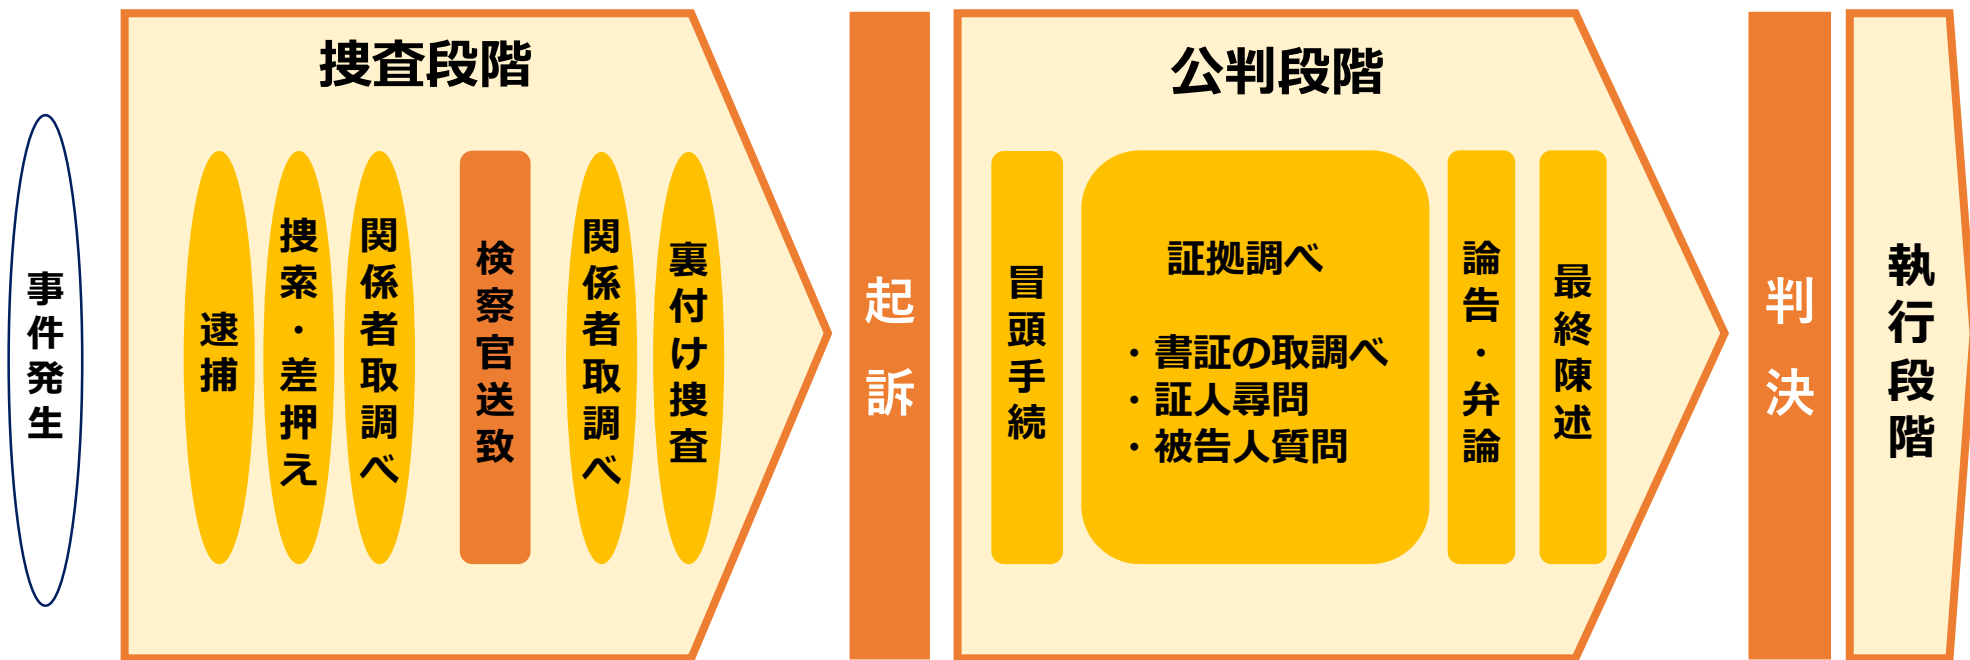 事件発生
捜査段階
逮捕
捜索・差押え
関係者取調べ
検察官送致
関係者取調べ
裏付け捜査
起訴
公判段階
冒頭手続
証拠調べ
・書証の取調べ
・証人尋問
・被告人質問
論告・弁論
最終陳述
判決
執行段階